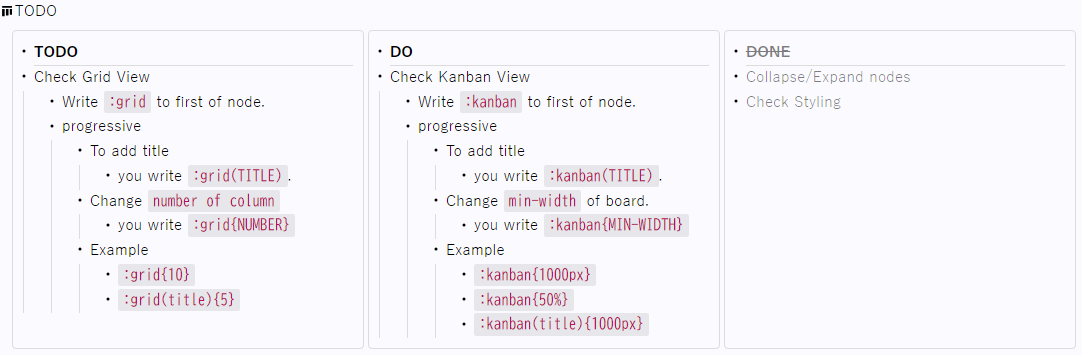 TODO
TODO
Check Grid View
Write :grid to first of node.
progressive
To add title
you write :grid(TITLE).
Change number of column
you write :grid{NUMBER}
Example
:grid{10}
:grid(title){5}
DO
Check Kanban View
Write :kanban to first of node.
progressive
To add title
you write :kanban(TITLE).
Change min-width of board.
you write :kanban{MIN-WIDTH}
Example
:kanban{1000px}
:kanban{50%}
:kanban(title){1000px}
DONE
Collapse/Expand nodes
Check Styling